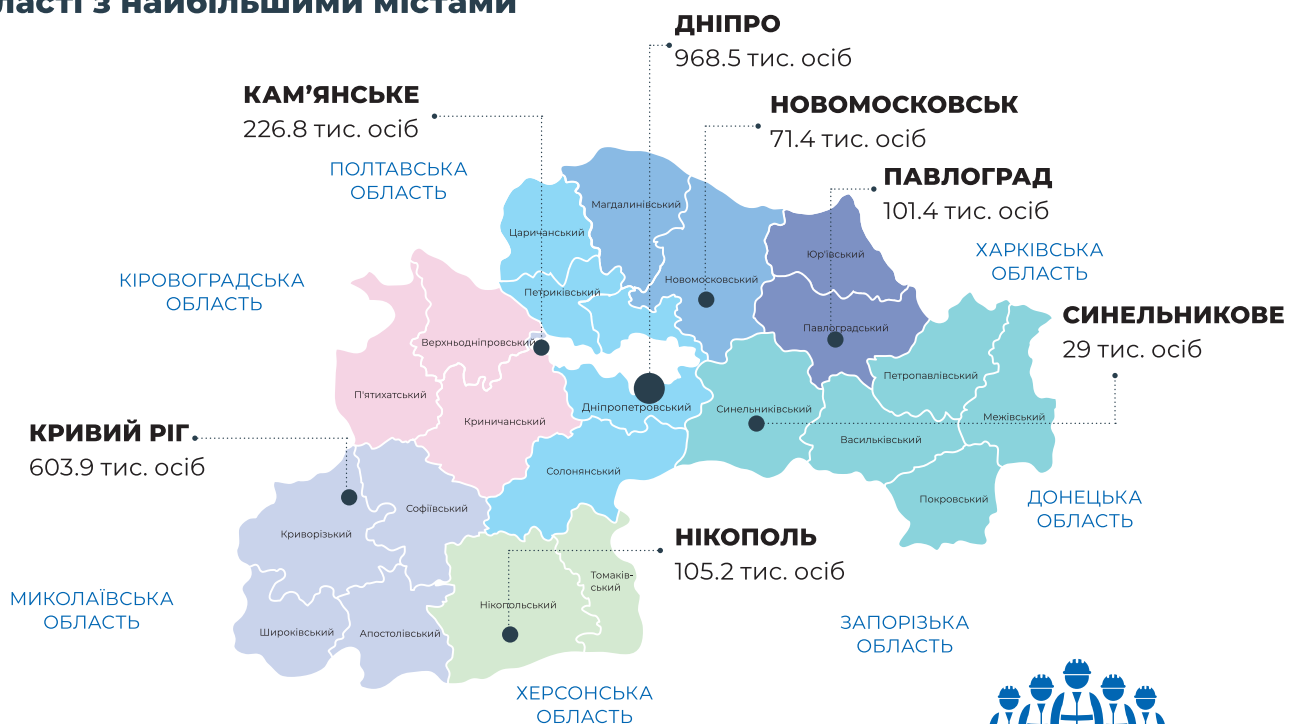 ласті з найбільшими містами
ДНІПРО
968.5 тис. осіб
КАМ’ЯНСЬКЕ
226.8 тис. осіб
НОВОМОСКОВСЬК
71.4 тис. осіб
ПОЛТАВСЬКА
ОБЛАСТЬ
ПАВЛОГРАД
101.4 тис. осіб
Магдалинівський
Царичанський
ХАРКІВСЬКА
ОБЛАСТЬ
Юр'ївський
КІРОВОГРАДСЬКА
ОБЛАСТЬ
Новомосковський
Петриківський
СИНЕЛЬНИКОВЕ
29 тис. осіб
Павлоградський
Верхньодніпровський
Петропавлівський
П'ятихатський
Дніпропетровський
Синельниківський
Межівський
Криничанський
КРИВИЙ РІГ
603.9 тис. осіб
Васильківський
Солонянський
Покровський
ДОНЕЦЬКА
ОБЛАСТЬ
Софіївський
Криворізький
НІКОПОЛЬ
105.2 тис. осіб
Томаків-
ський
МИКОЛАЇВСЬКА
ОБЛАСТЬ
Нікопольський
Широківський
Апостолівський
ЗАПОРІЗЬКА
ОБЛАСТЬ
ХЕРСОНСЬКА
ОБЛАСТЬ